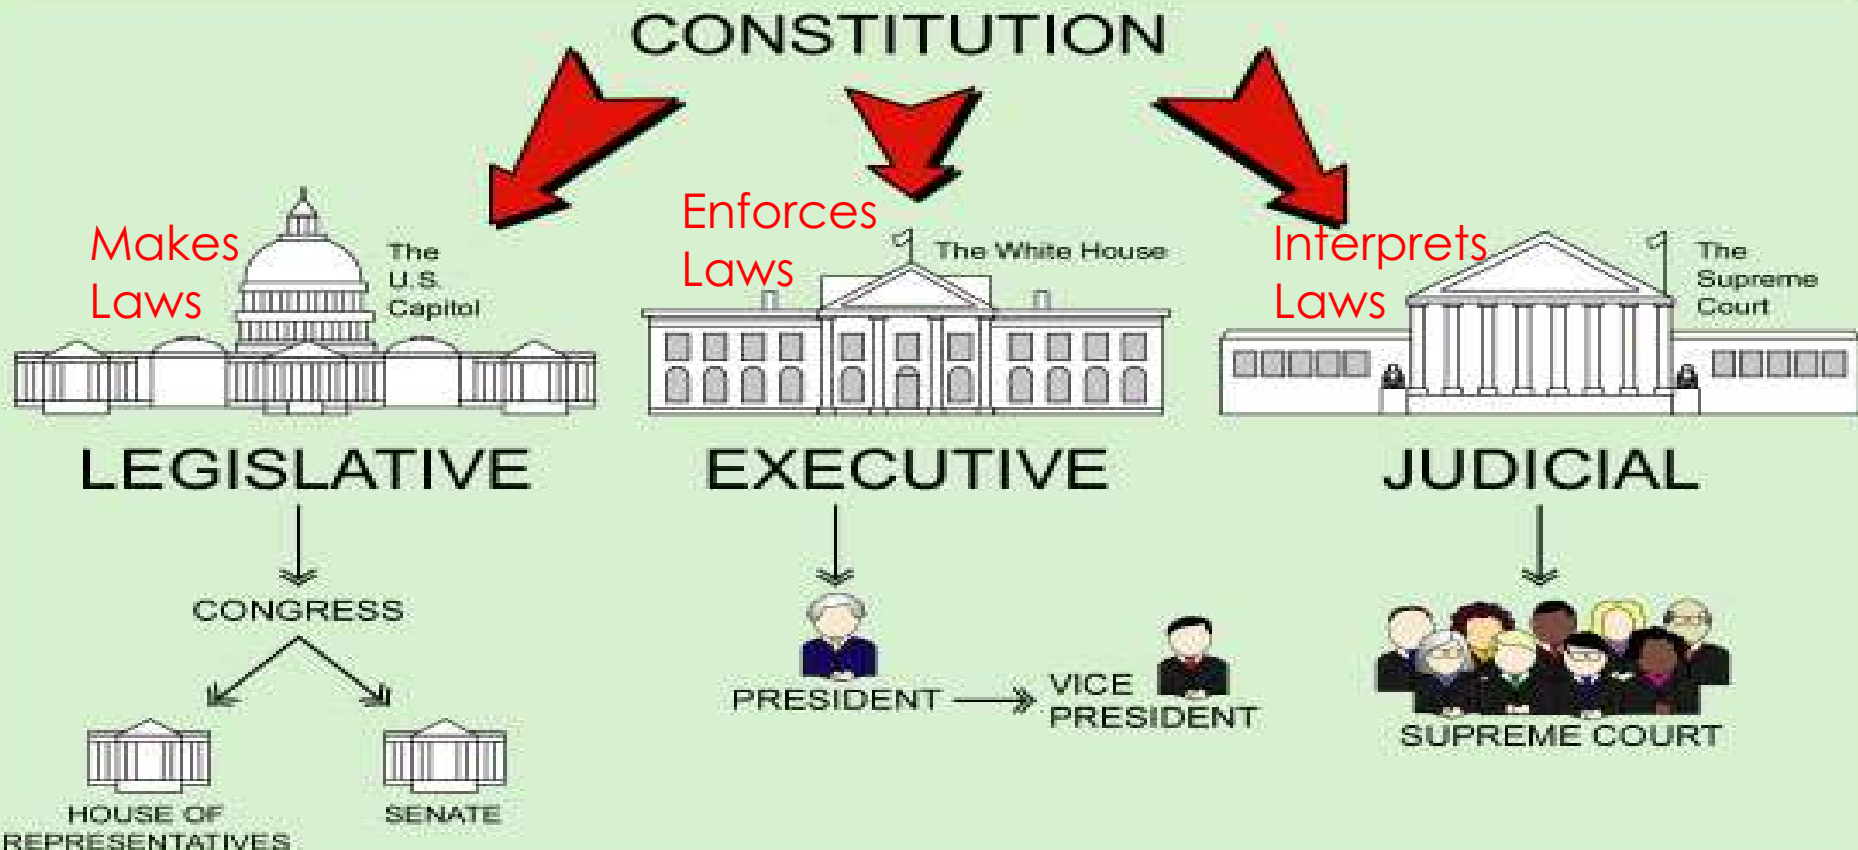 CONSTITUTION
Makes
Laws
The
U.S.
Capitol
Enforces
Laws
The White House
Interprets
Laws
The
Supreme
Court
LEGISLATIVE
EXECUTIVE
JUDICIAL
CONGRESS
HOUSE OF
REPRESENTATIVES
SENATE
PRESIDENT
VICE
PRESIDENT
SUPREME COURT